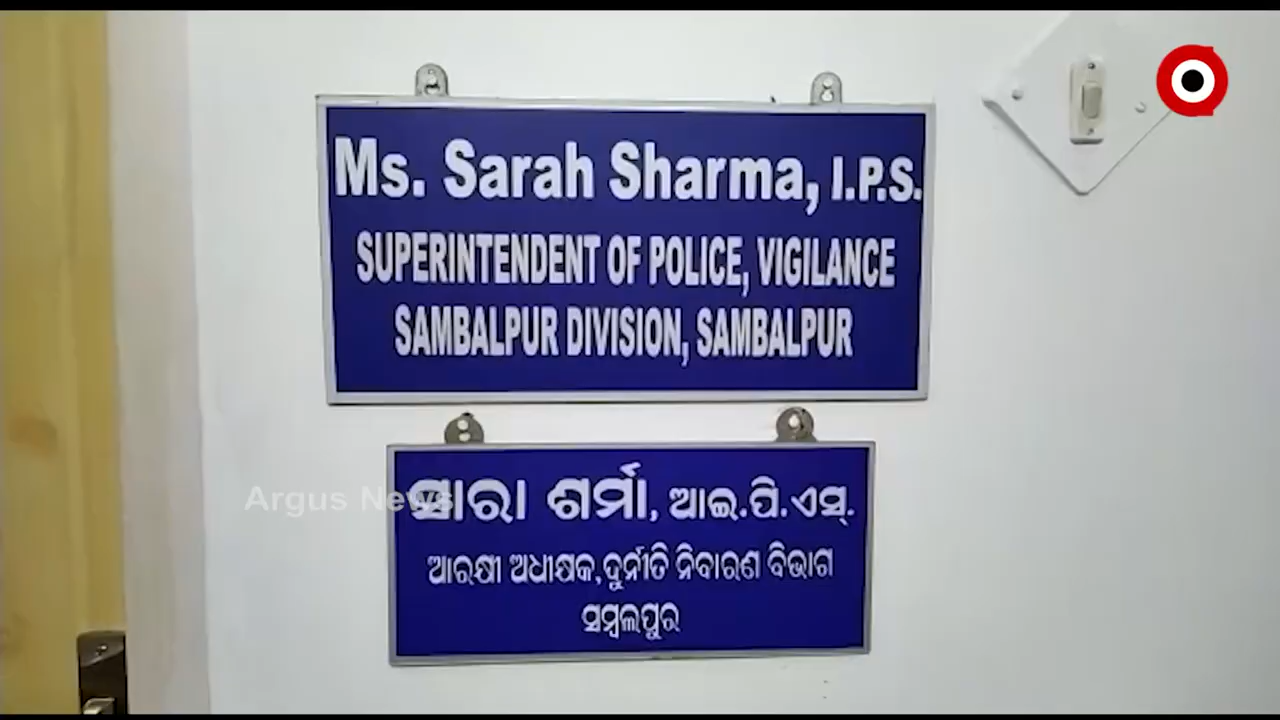 Ms. Sarah Sharma, I.P.S.
SUPERINTENDENT OF POLICE, VIGILANCE
SAMBALPUR DIVISION, SAMBALPUR
ସାରା ଶର୍ମା, ଆଇ.ପି.ଏସ୍.
ଆରକ୍ଷୀ ଅଧୀକ୍ଷକ,ଦୁର୍ନୀତି ନିବାରଣ ବିଭାଗ
ସମ୍ବଲପୁର
Argus News